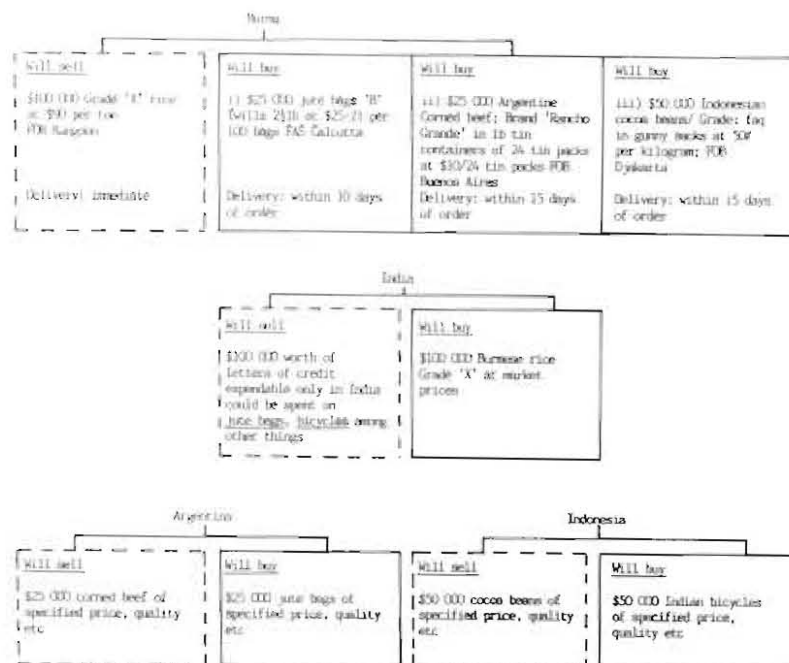 Burma
Will sell
$100 000 Grade 'X' rice
at $90 per ton
FOB Rangoon
Delivery: immediate
Will buy
i) $25 000 jute bags 'B'
Twills 2¼lb at $25/21 per
100 bags FAS Calcutta
Delivery: within 30 days
of order
Will buy
ii) $25 000 Argentine
Corned beef; Brand 'Rancho
Grande' in lb tin
containers of 24 tin packs
at $30/24 tin packs FOB
Buenos Aires
Delivery: within 25 days
of order
Will buy
iii) $50 000 Indonesian
cocoa beans/ Grade: faq
in gunny sacks at 50¢
per kilogram; FOB
Djakarta
Delivery: within 15 days
of order
India
Will sell
$100 000 worth of
letters of credit
expendable only in India
could be spent on
jute bags, bicycles among
other things
Will buy
$100 000 Burmese rice
Grade 'X' at market
prices
Argentina
Will sell
$25 000 corned beef of
specified price, quality
etc
Will buy
$25 000 jute bags of
specified price, quality
etc
Indonesia
Will sell
$50 000 cocoa beans of
specified price, quality
etc
Will buy
$50 000 Indian bicycles
of specified price,
quality etc